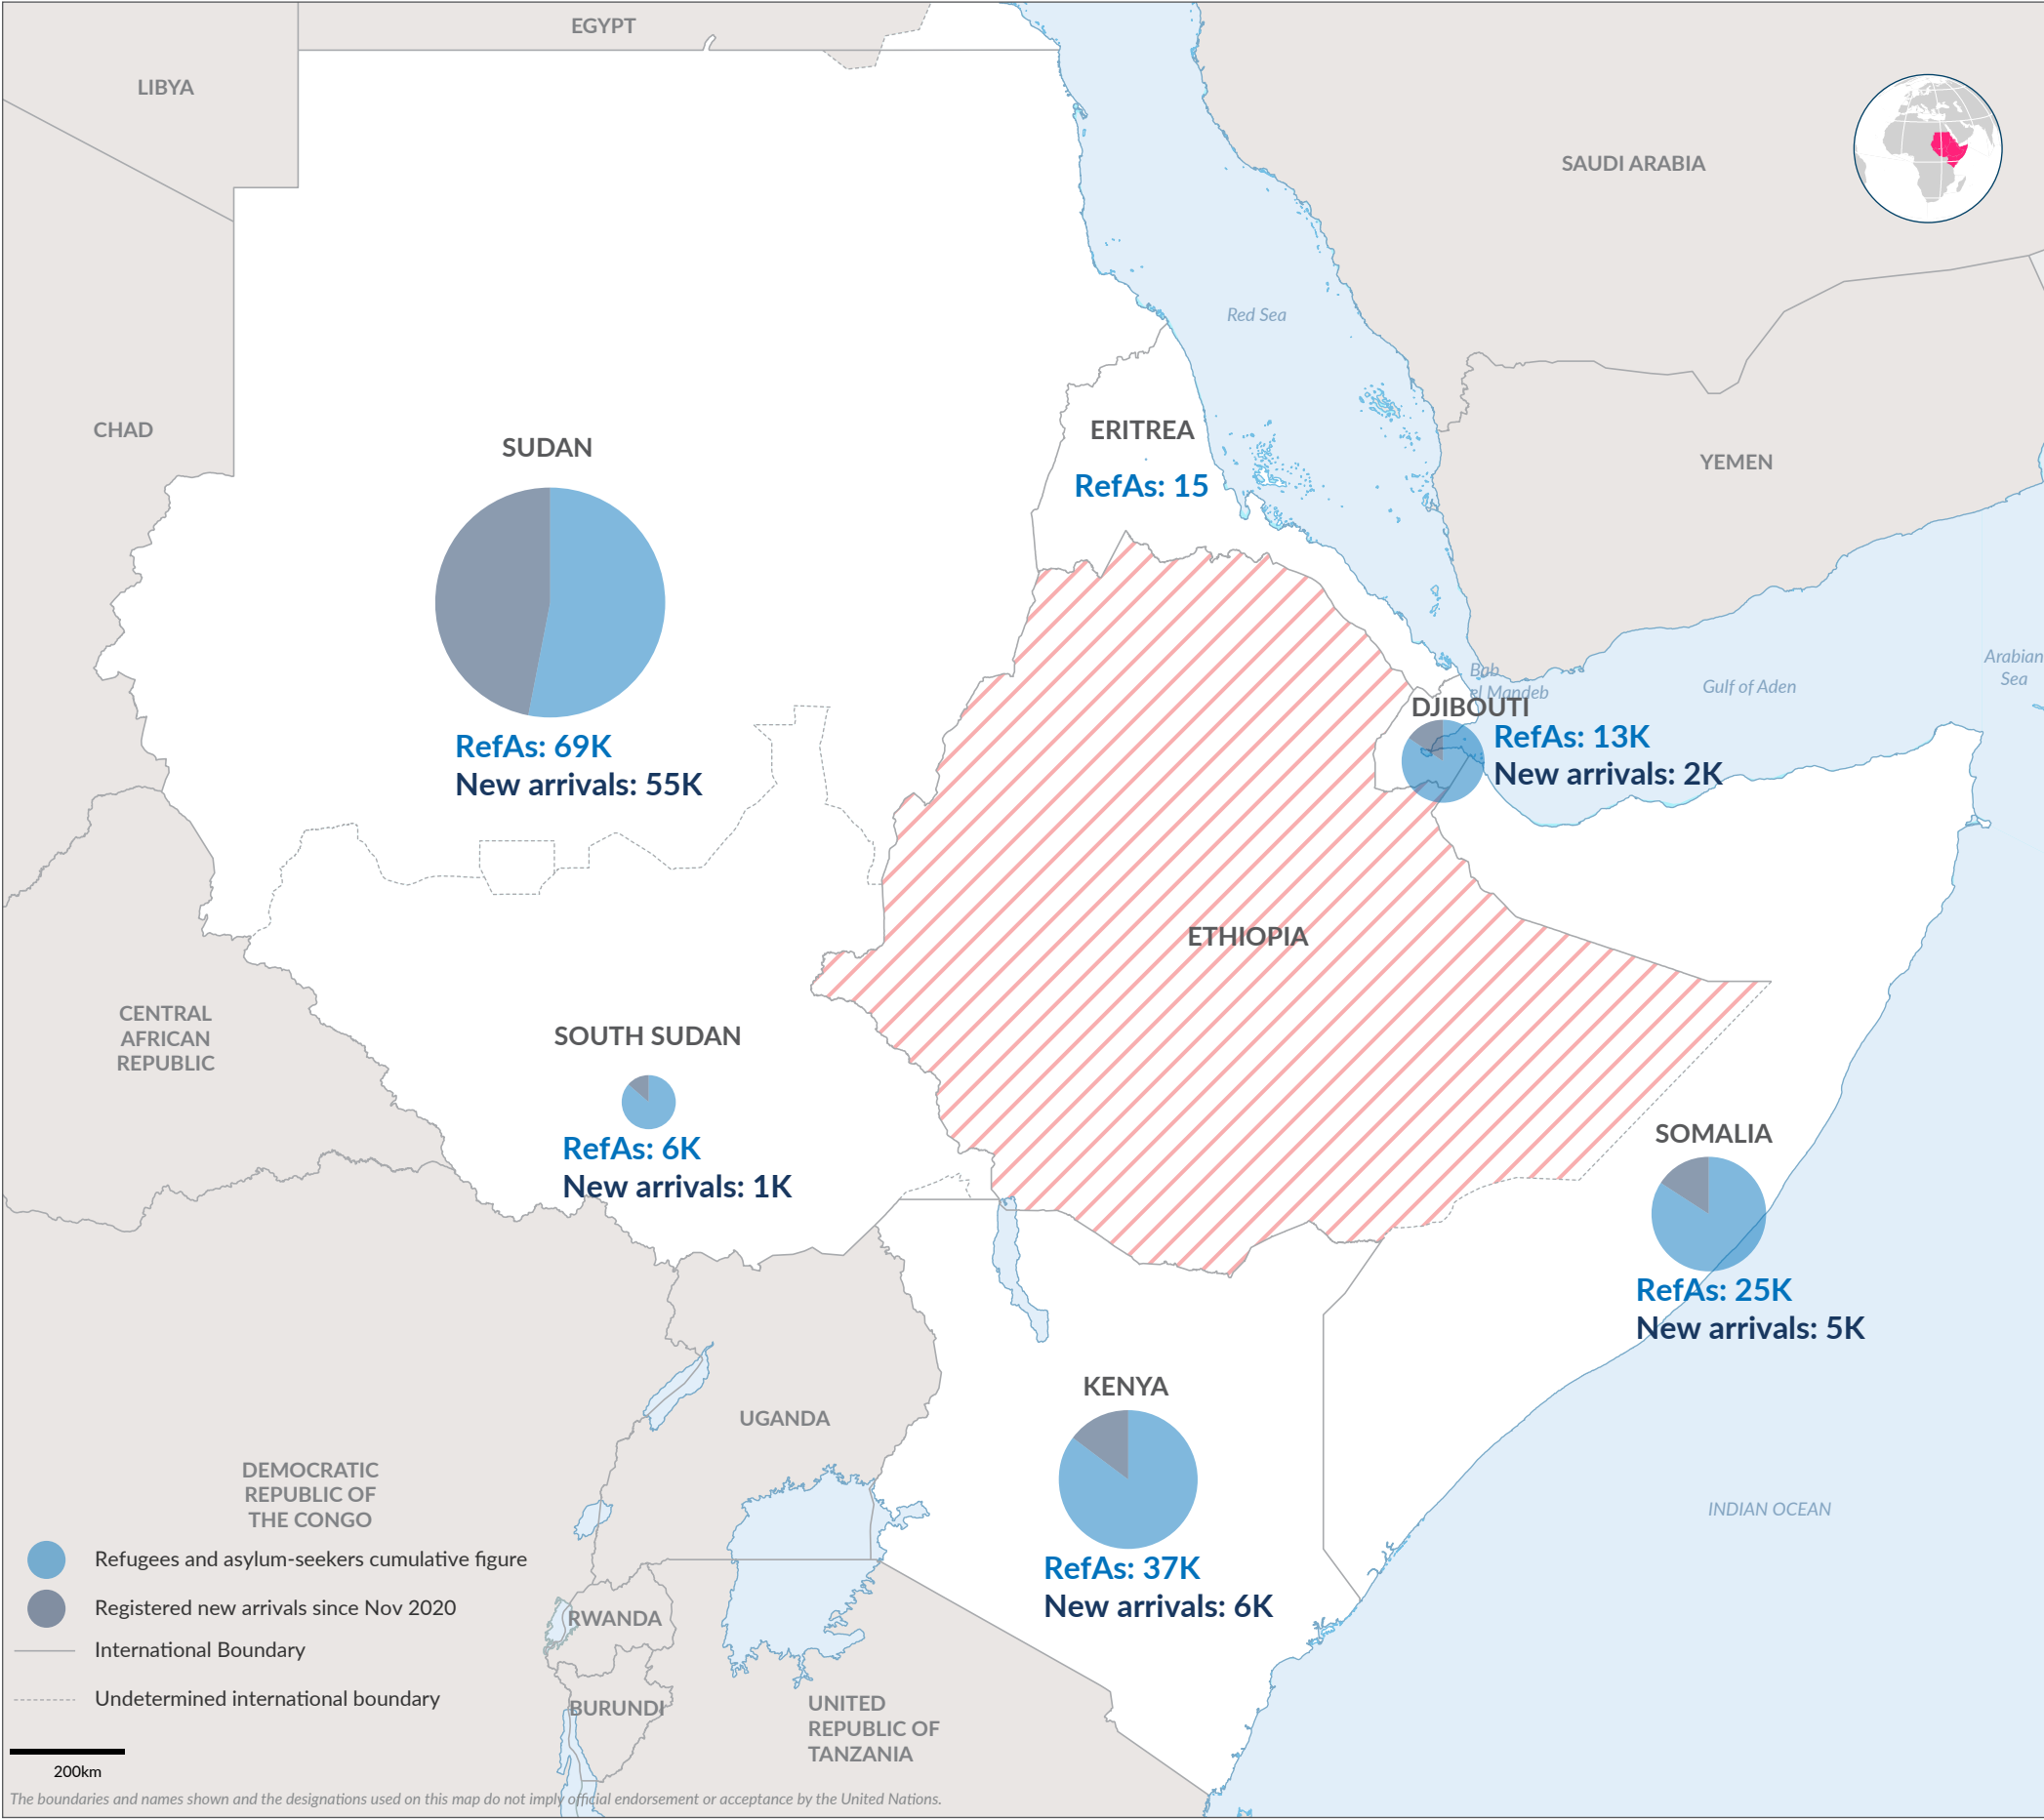 EGYPT
LIBYA
SAUDI ARABIA
Red Sea
CHAD
SUDAN
ERITREA
RefAs: 15
YEMEN
RefAs: 69K
New arrivals: 55K
Bab
el Mandeb
Gulf of Aden
Arabian
Sea
DJIBOUTI
RefAs: 13K
New arrivals: 2K
ETHIOPIA
CENTRAL
AFRICAN
REPUBLIC
SOUTH SUDAN
RefAs: 6K
New arrivals: 1K
SOMALIA
RefAs: 25K
New arrivals: 5K
KENYA
RefAs: 37K
New arrivals: 6K
UGANDA
INDIAN OCEAN
DEMOCRATIC
REPUBLIC OF
THE CONGO
RWANDA
BURUNDI
UNITED
REPUBLIC OF
TANZANIA
Refugees and asylum-seekers cumulative figure
Registered new arrivals since Nov 2020
International Boundary
Undetermined international boundary
200km
The boundaries and names shown and the designations used on this map do not imply official endorsement or acceptance by the United Nations.